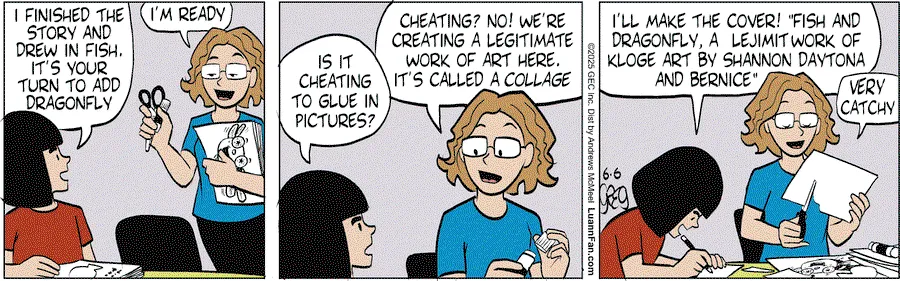 I FINISHED THE
STORY AND
DREW IN FISH.
IT'S YOUR
TURN TO ADD
DRAGONFLY
I'M READY
IS IT
CHEATING
TO GLUE IN
PICTURES?
CHEATING? NO! WE'RE
CREATING A LEGITIMATE
WORK OF ART HERE.
IT'S CALLED A COLLAGE
©2025 GEC inc. Dist by Andrews McMeel LuannFan.com
I'LL MAKE THE COVER! "FISH AND
DRAGONFLY, A LEJIMIT WORK OF
KLOGE ART BY SHANNON DAYTONA
AND BERNICE"
VERY
CATCHY
6·6
GREG